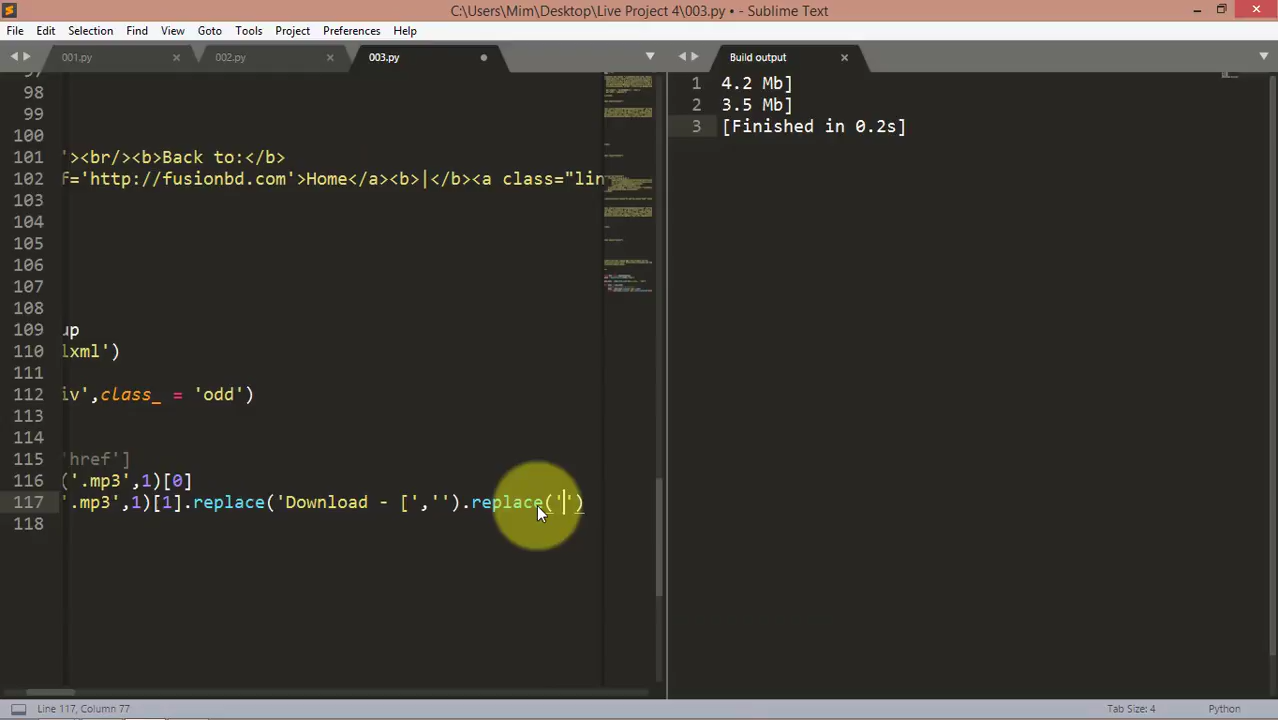 C:\Users\Mim\Desktop\Live Project 4\003.py • - Sublime Text
File Edit Selection Find View Goto Tools Project Preferences Help
001.py 002.py 003.py Build output
98
99
100
101 '><br/><b>Back to:</b>
102 f='http://fusionbd.com'>Home</a><b>|</b><a class="lin
103
104
105
106
107
108
109 up
110 lxml')
111
112 iv',class_ = 'odd')
113
114
115 'href']
116 ('.mp3',1)[0]
117 '.mp3',1)[1].replace('Download - [','').replace('')
118
1 4.2 Mb]
2 3.5 Mb]
3 [Finished in 0.2s]
Line 117, Column 77 Tab Size: 4 Python